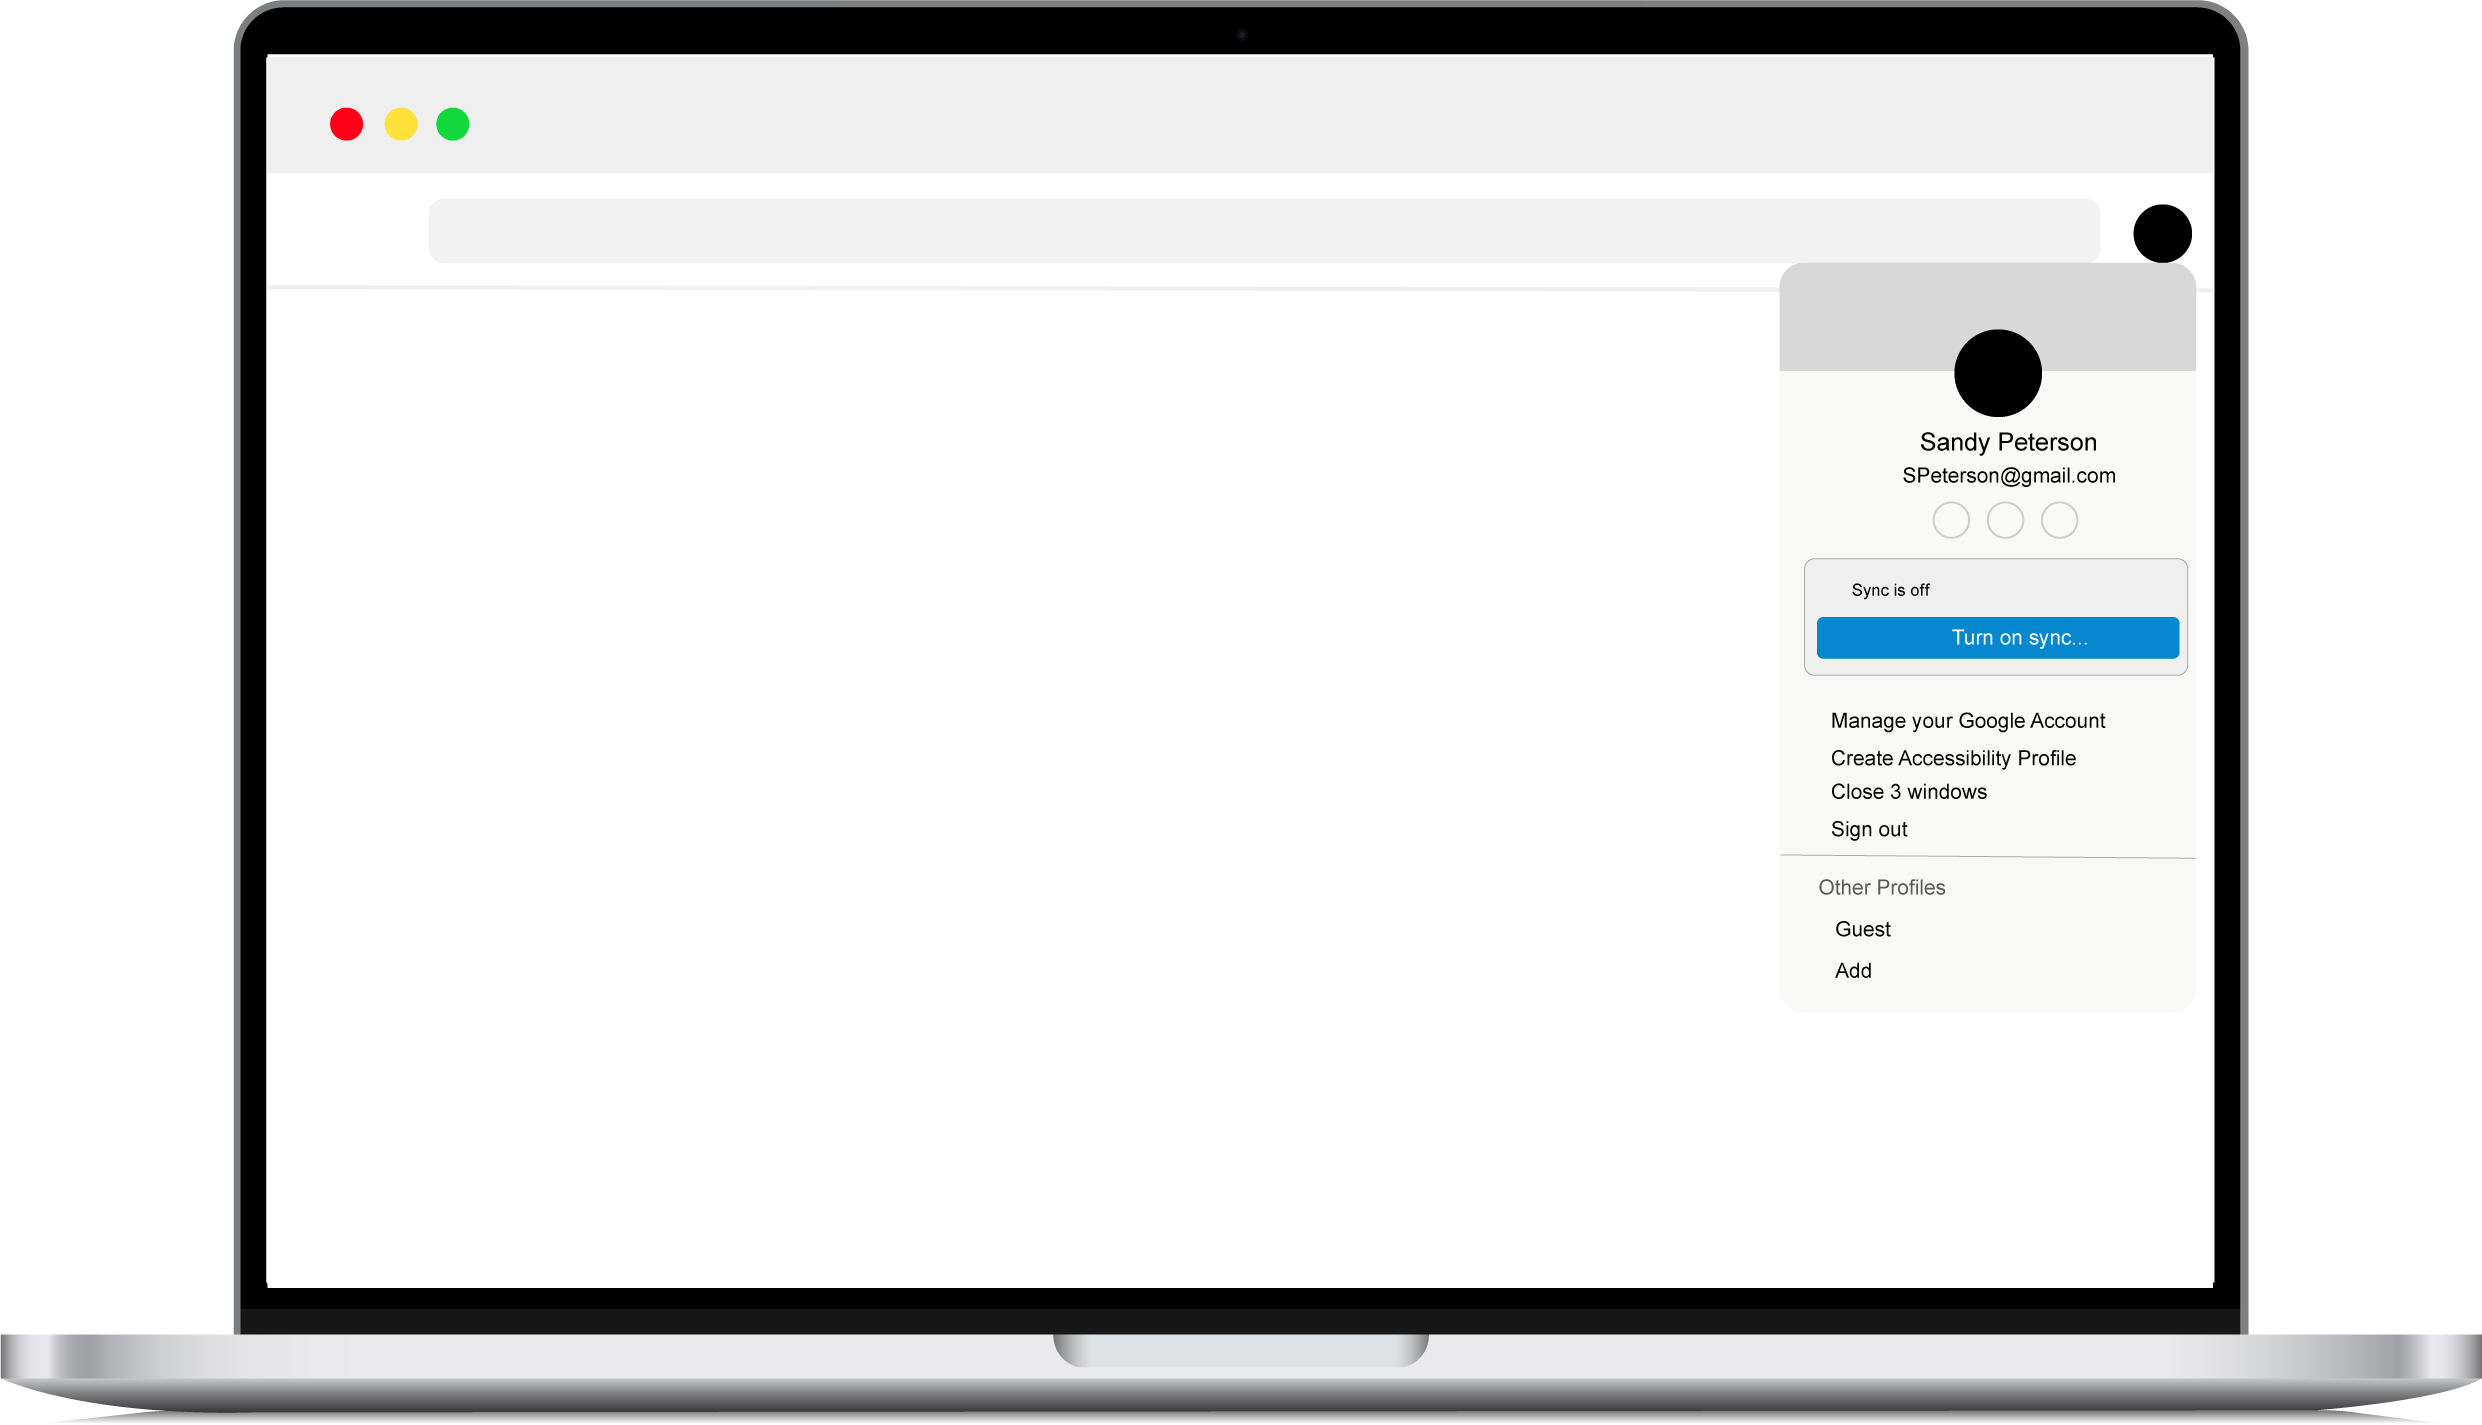 Sandy Peterson
SPeterson@gmail.com
Sync is off
Turn on sync...
Manage your Google Account
Create Accessibility Profile
Close 3 windows
Sign out
Other Profiles
Guest
Add